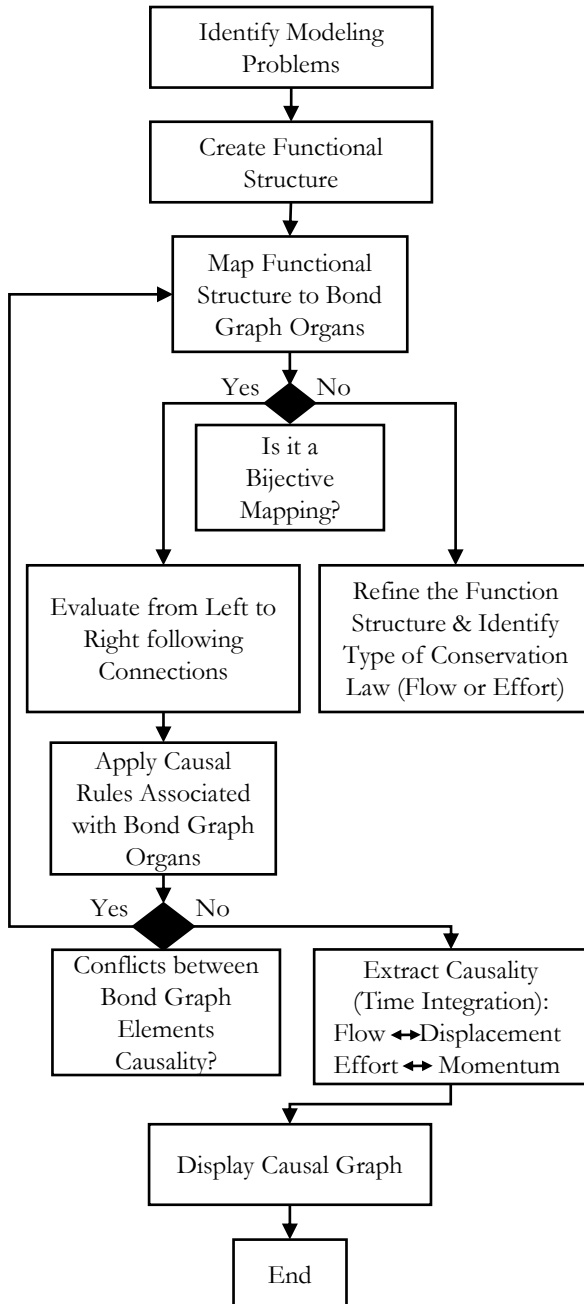 Identify Modeling
Problems
Create Functional
Structure
Map Functional
Structure to Bond
Graph Organs
Yes
No
Is it a
Bijective
Mapping?
Evaluate from Left to
Right following
Connections
Refine the Function
Structure & Identify
Type of Conservation
Law (Flow or Effort)
Apply Causal
Rules Associated
with Bond Graph
Organs
Yes
No
Conflicts between
Bond Graph
Elements
Causality?
Extract Causality
(Time Integration):
Flow ↔ Displacement
Effort ↔ Momentum
Display Causal Graph
End